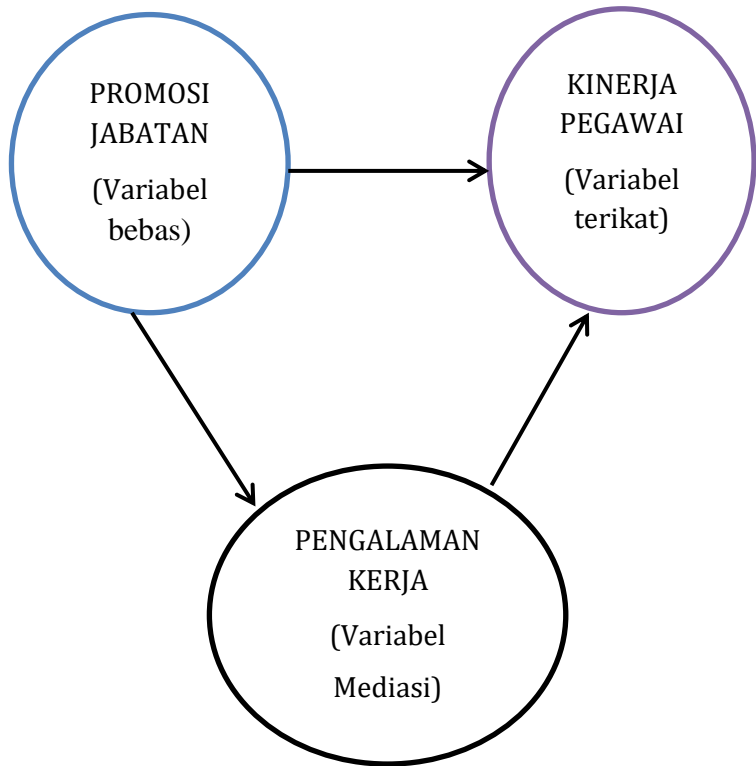 PROMOSI
JABATAN
(Variabel
bebas)
KINERJA
PEGAWAI
(Variabel
terikat)
PENGALAMAN
KERJA
(Variabel
Mediasi)